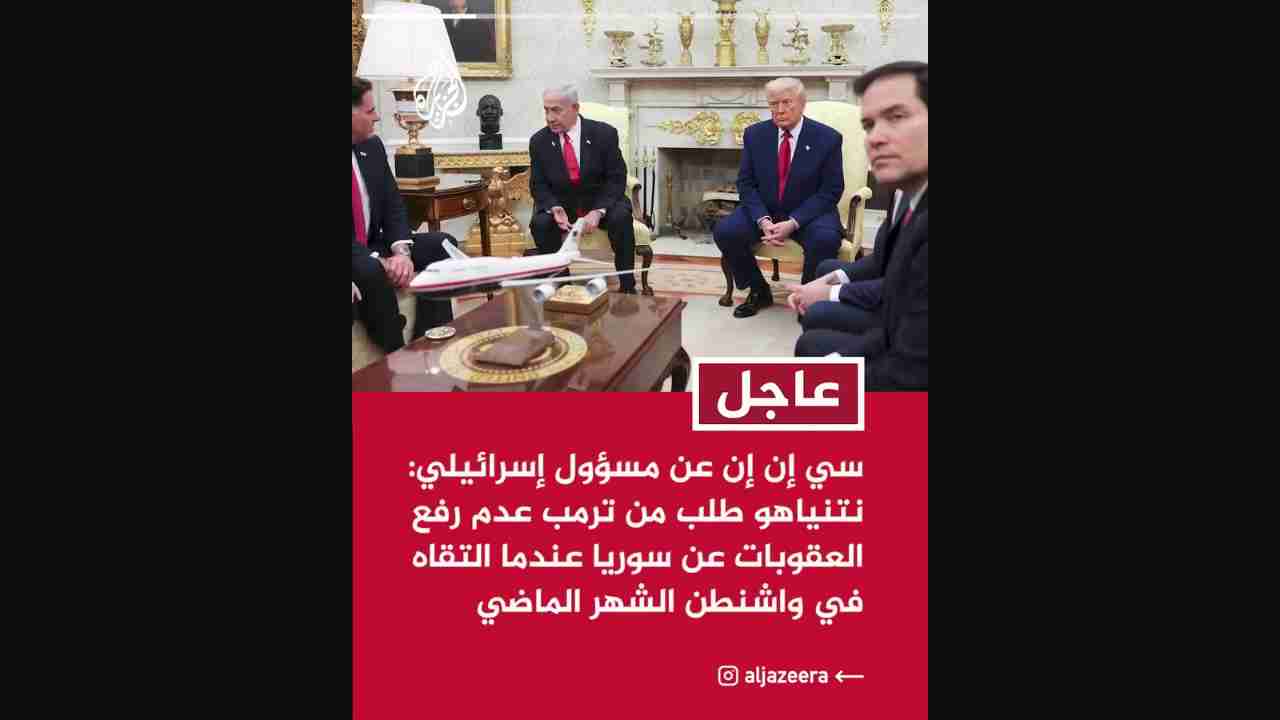 الجزيرة
عاجل
سي إن إن عن مسؤول إسرائيلي:
نتنياهو طلب من ترمب عدم رفع
العقوبات عن سوريا عندما التقاه
في واشنطن الشهر الماضي
aljazeera